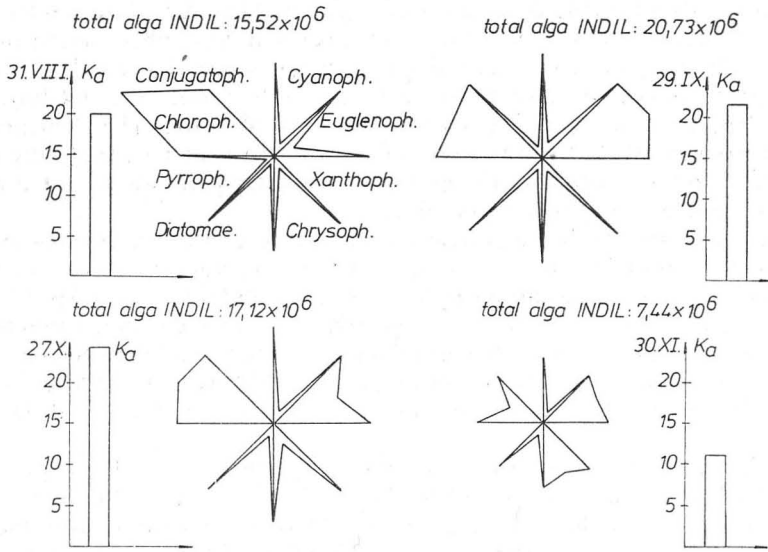 total alga INDIL: 15,52x10⁶
31.VIII. Ka
Conjugatoph.
Cyanoph.
Chloroph.
Euglenoph.
Pyrroph.
Xanthoph.
Diatomae.
Chrysoph.
20
15
10
5
total alga INDIL: 20,73x10⁶
29.IX. Ka
20
15
10
5
total alga INDIL: 17,12x10⁶
27.X. Ka
20
15
10
5
total alga INDIL: 7,44x10⁶
30.XI. Ka
20
15
10
5